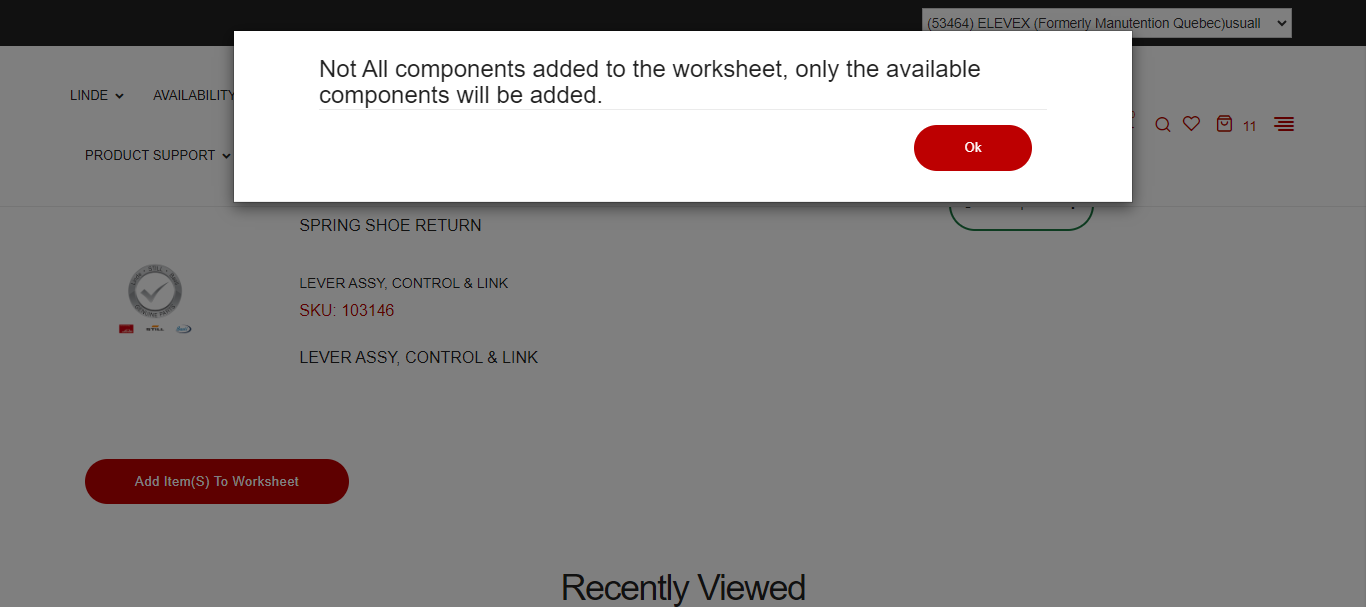 (53464) ELEVEX (Formerly Manutention Quebec)usuall
Not All components added to the worksheet, only the available
components will be added.
Ok
LINDE
AVAILABILITY
11
PRODUCT SUPPORT
SPRING SHOE RETURN
LEVER ASSY, CONTROL & LINK
SKU: 103146
STILL
LEVER ASSY, CONTROL & LINK
Add Item(S) To Worksheet
Recently Viewed